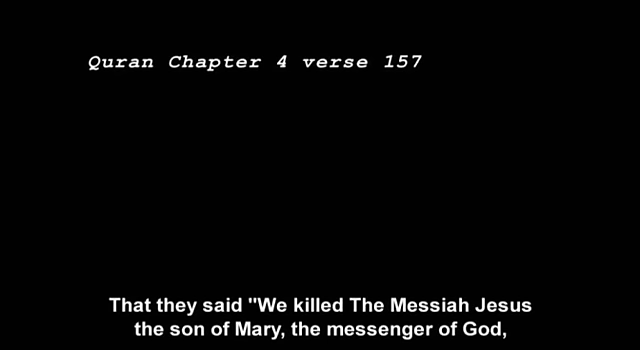 Quran Chapter 4 verse 157
That they said "We killed The Messiah Jesus
the son of Mary, the messenger of God,